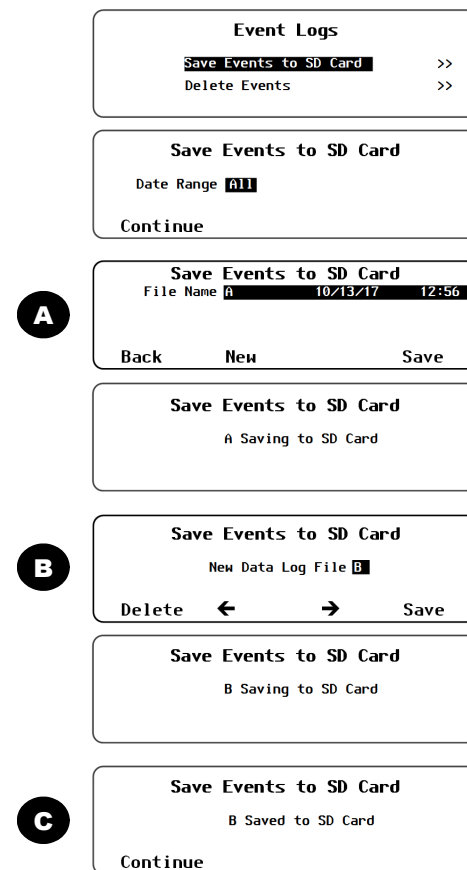 Event Logs
Save Events to SD Card >>
Delete Events >>
Save Events to SD Card
Date Range All
Continue
A
Save Events to SD Card
File Name A 10/13/17 12:56
Back New Save
Save Events to SD Card
A Saving to SD Card
B
Save Events to SD Card
New Data Log File B
Delete ← → Save
Save Events to SD Card
B Saving to SD Card
C
Save Events to SD Card
B Saved to SD Card
Continue